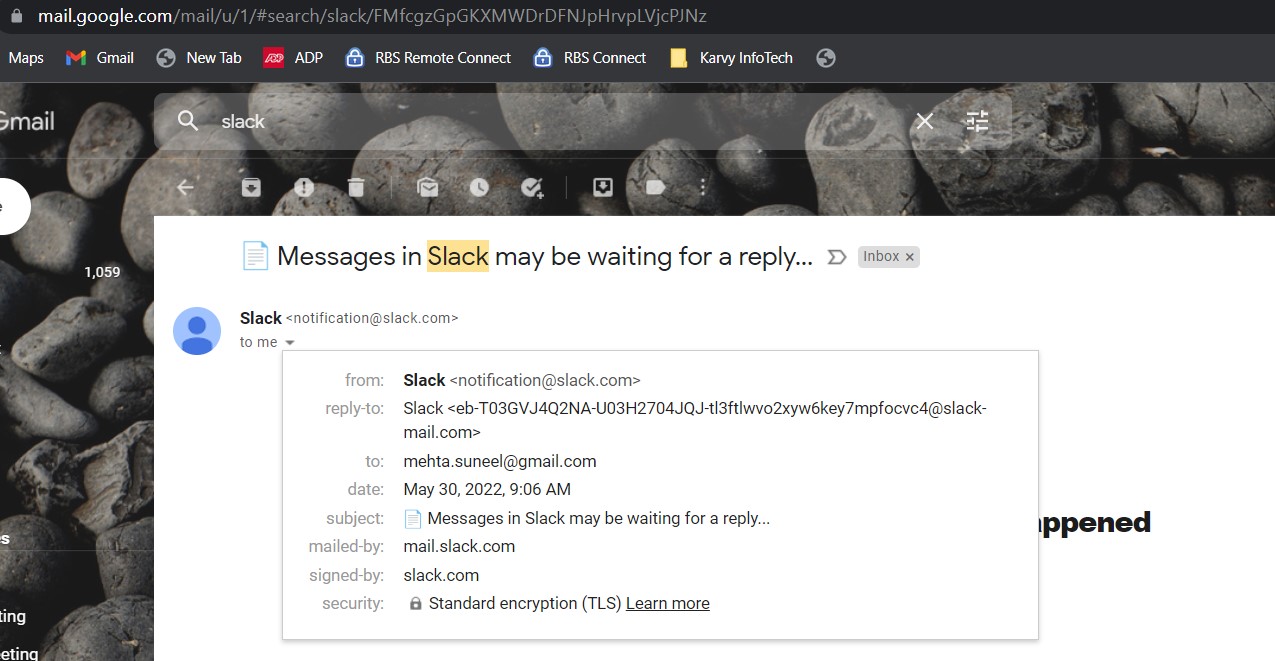 mail.google.com/mail/u/1/#search/slack/FMfcgzGpGKXMWDrDFNJpHrvpLVjcPJNz
Maps Gmail New Tab ADP RBS Remote Connect RBS Connect Karvy InfoTech
Gmail slack
Messages in Slack may be waiting for a reply... Inbox ×
1,059
Slack <notification@slack.com>
to me
from: Slack <notification@slack.com>
reply-to: Slack <eb-T03GVJ4Q2NA-U03H2704JQJ-tl3ftlwvo2xyw6key7mpfocvc4@slack-
mail.com>
to: mehta.suneel@gmail.com
date: May 30, 2022, 9:06 AM
subject: Messages in Slack may be waiting for a reply...
appened
mailed-by: mail.slack.com
signed-by: slack.com
security: Standard encryption (TLS) Learn more
ting
eeting